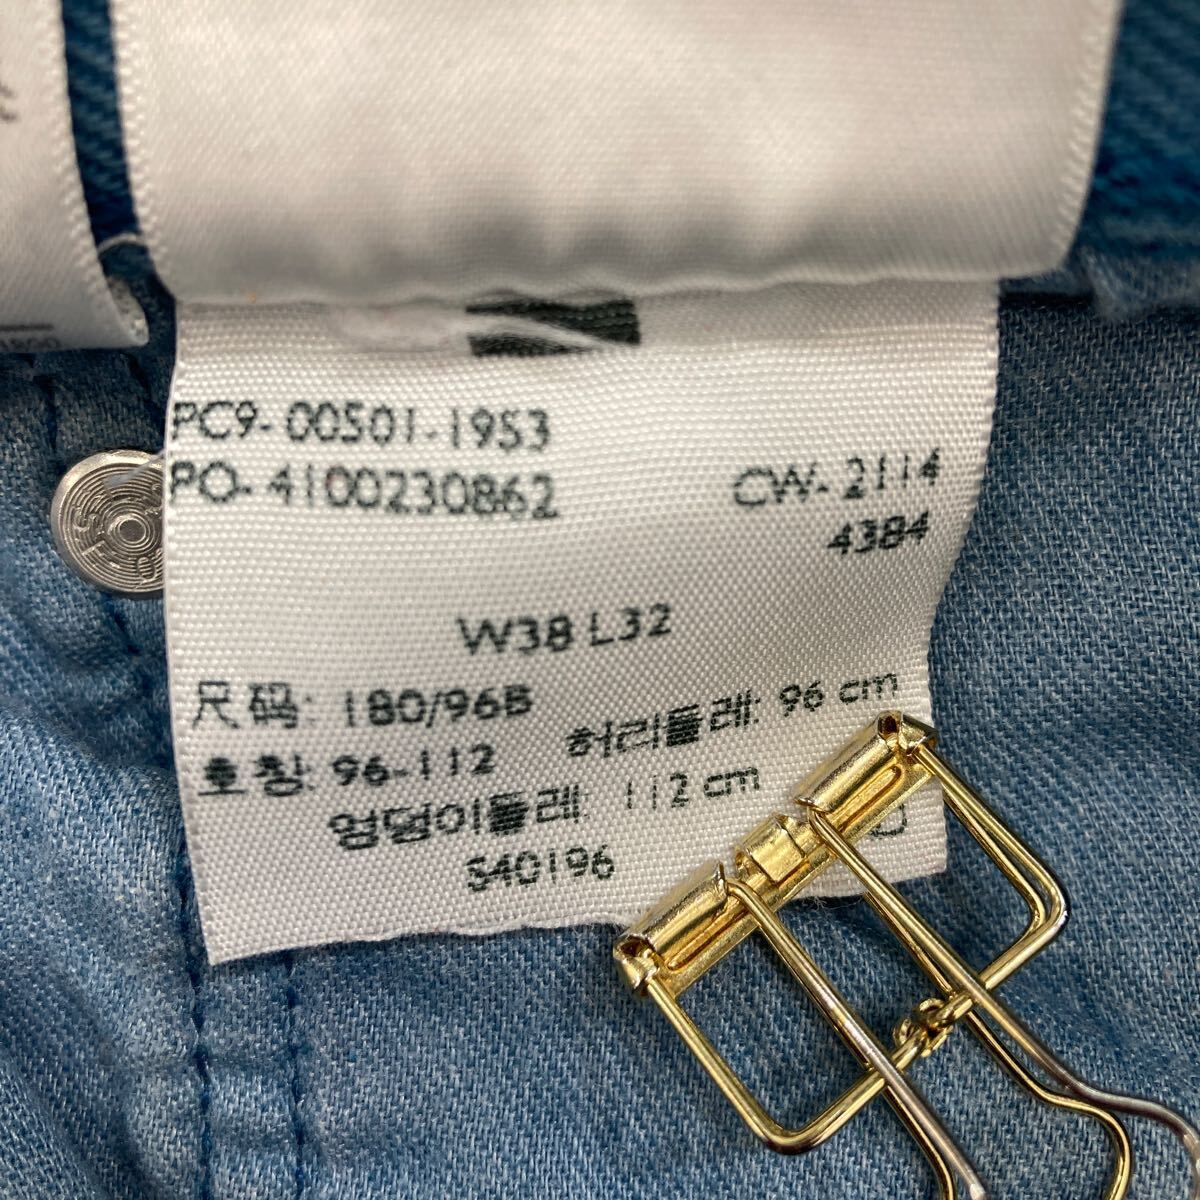 PC9-00501-1953
PO-4100230862
CW-2114
4384
W38 L32
尺码: 180/96B
호칭: 96-112 허리둘레: 96 cm
엉덩이둘레: 112 cm
S40196